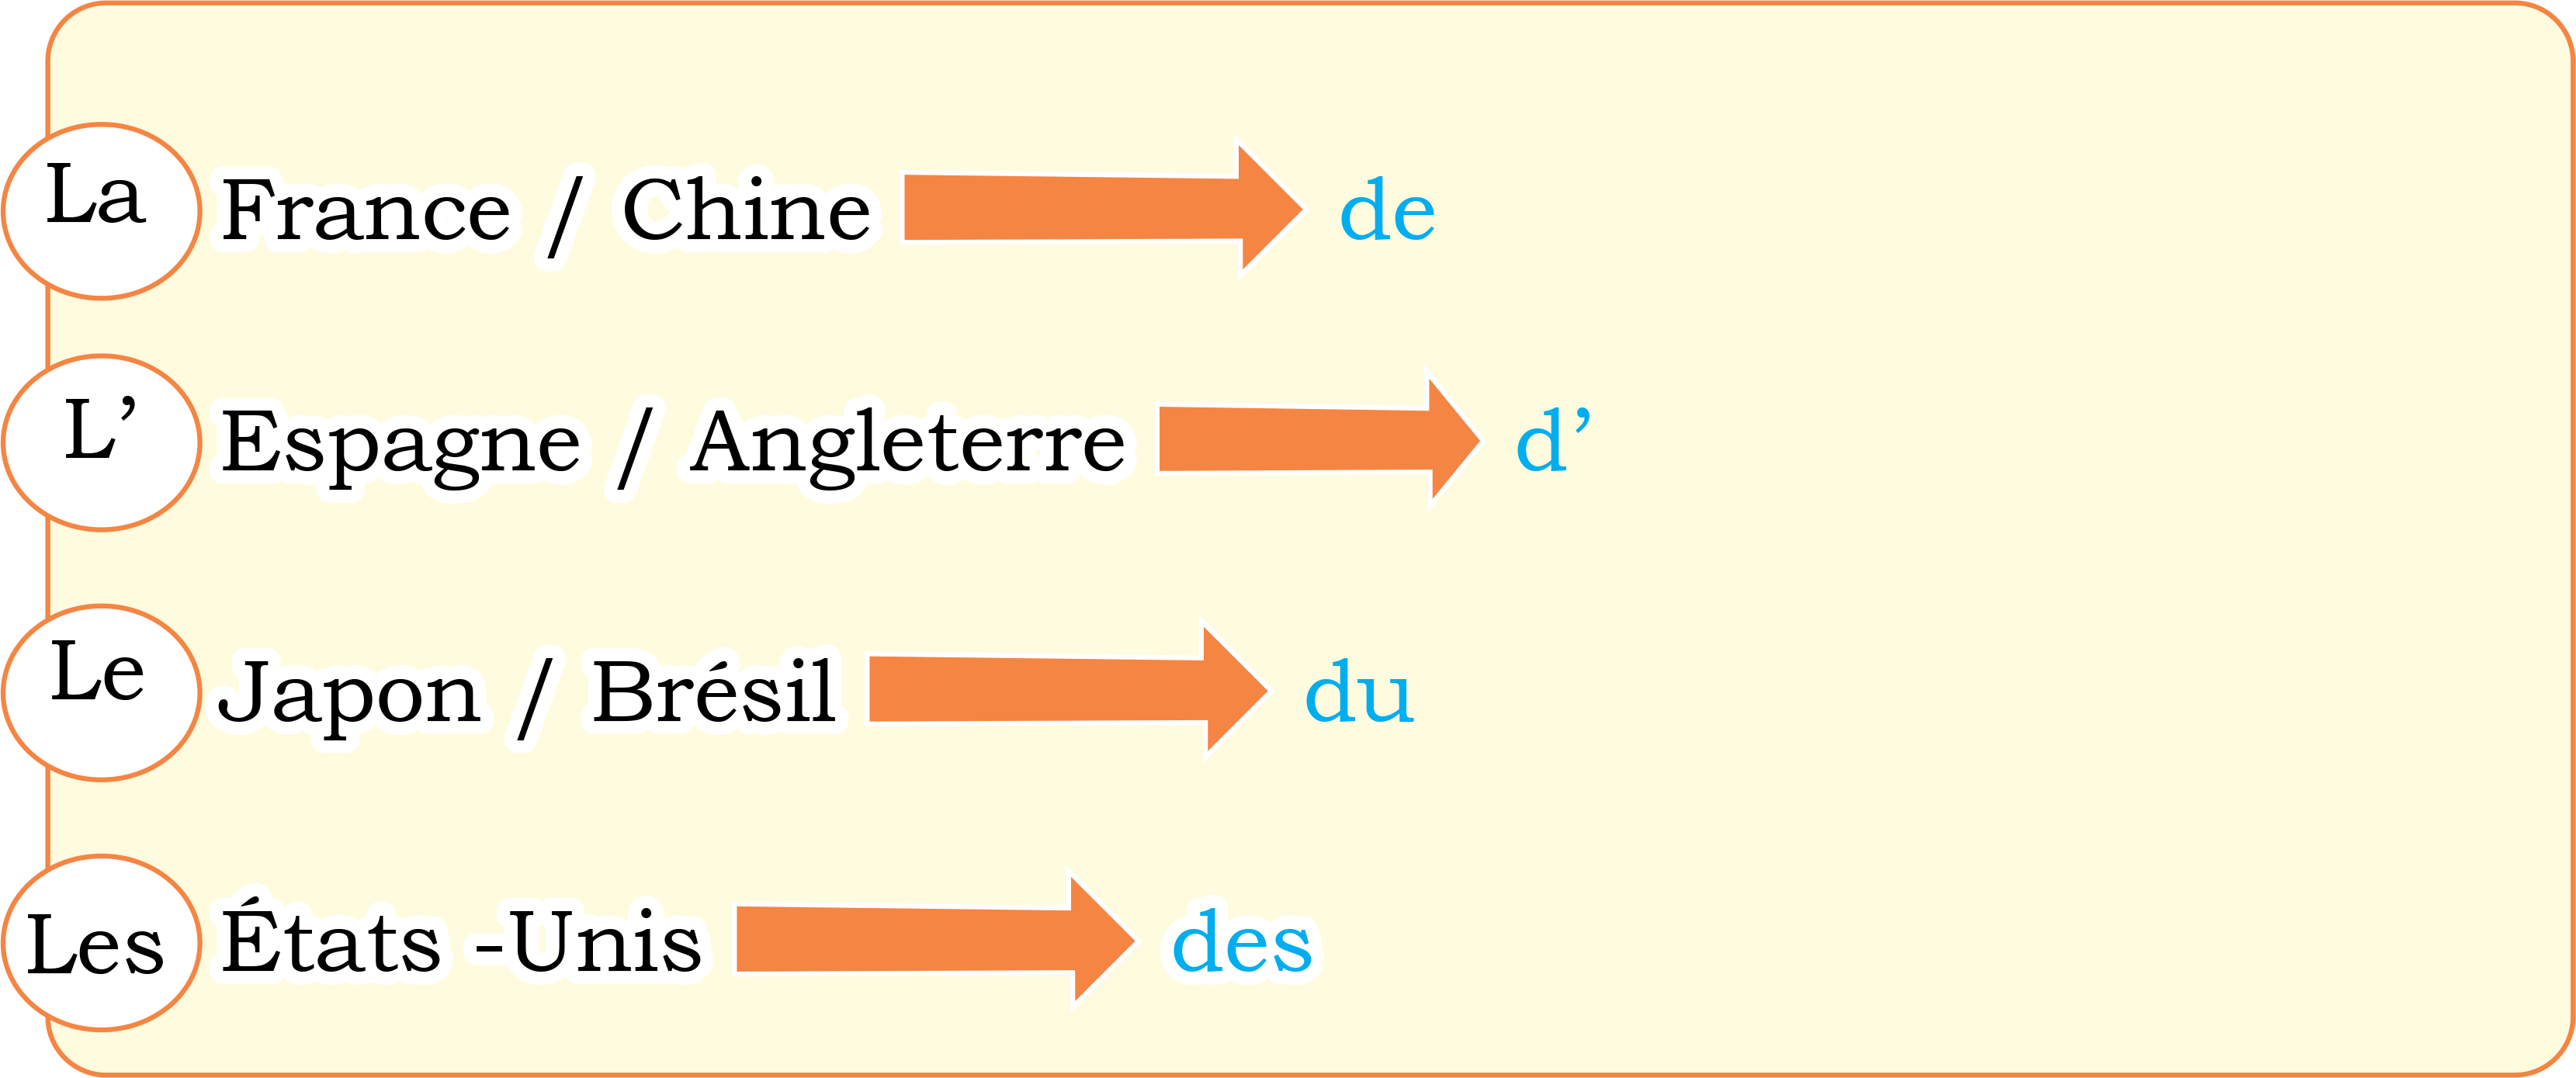 La France / Chine de
L’ Espagne / Angleterre d’
Le Japon / Brésil du
Les États -Unis des